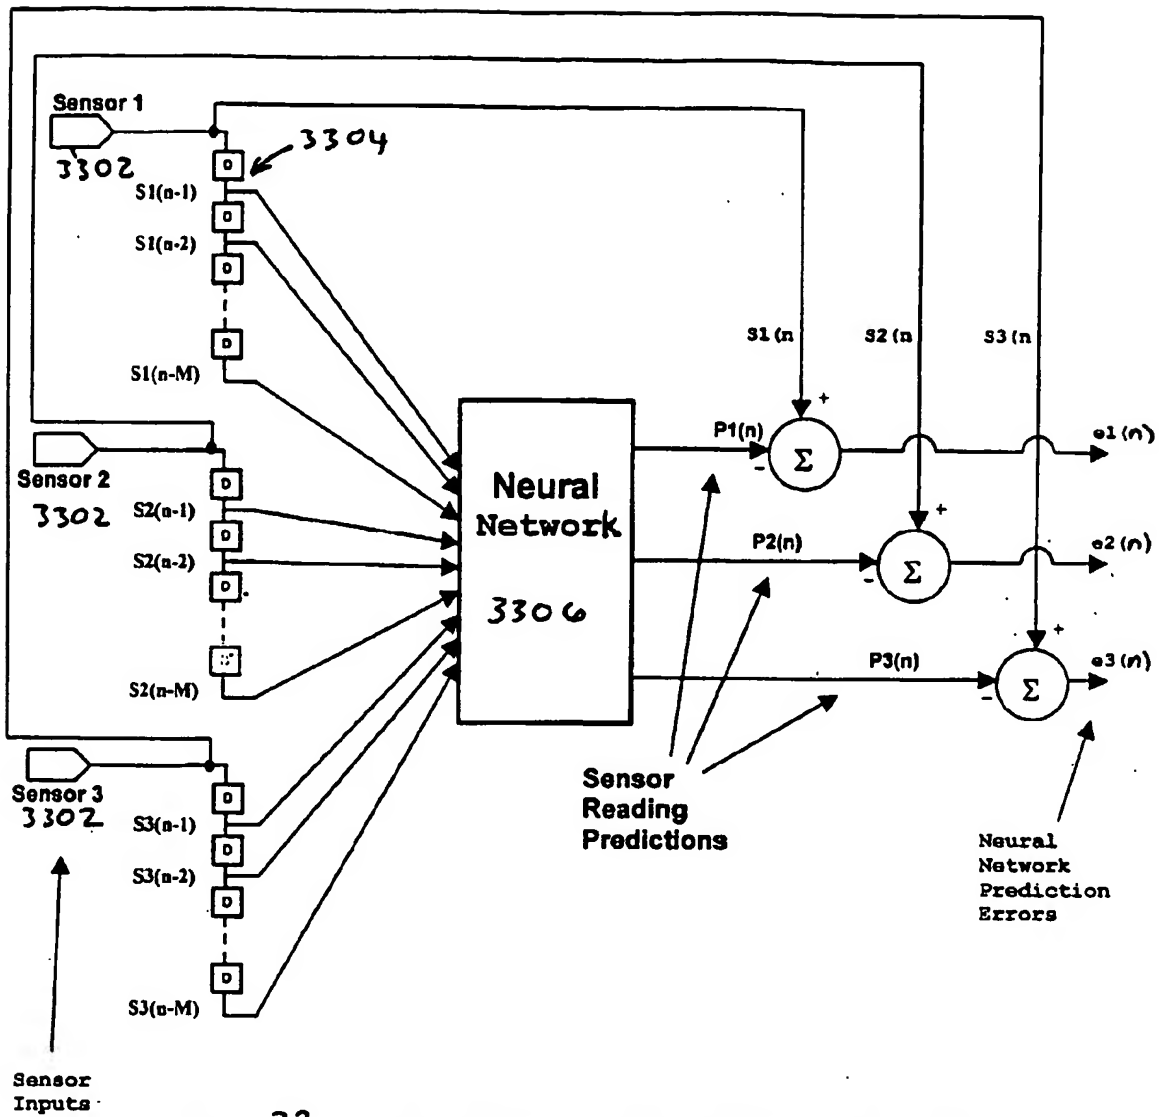 Sensor 1
3302
3304
D
S1(n-1)
D
S1(n-2)
D
D
S1(n-M)
Sensor 2
3302
D
S2(n-1)
D
S2(n-2)
D
S2(n-M)
Sensor 3
3302
D
S3(n-1)
D
S3(n-2)
D
D
S3(n-M)
Sensor
Inputs
Neural
Network
3306
S1(n
S2(n
S3(n
P1(n)
+
-
Σ
e1(n)
P2(n)
+
-
Σ
e2(n)
P3(n)
+
-
Σ
e3(n)
Sensor
Reading
Predictions
Neural
Network
Prediction
Errors